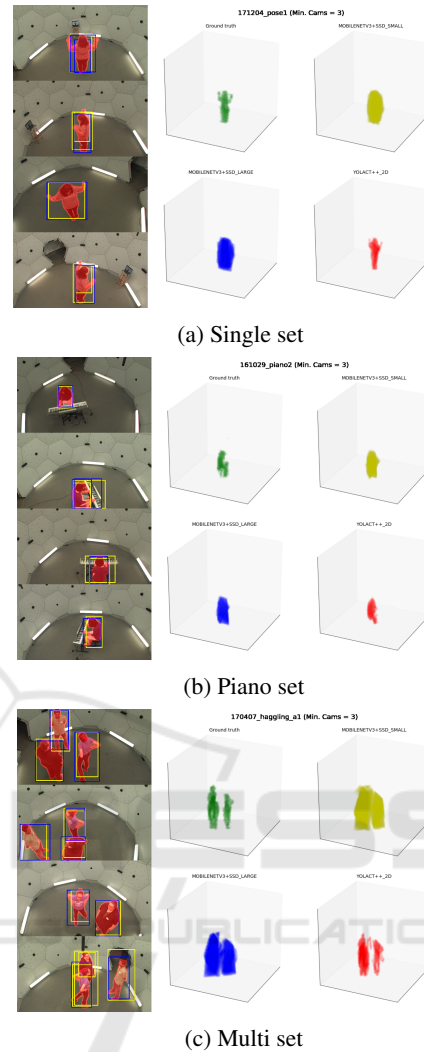 171204_pose1 (Min. Cams = 3)
Ground truth
MOBILENETV3+SSD_SMALL
MOBILENETV3+SSD_LARGE
YOLACT++_2D
(a) Single set
161029_piano2 (Min. Cams = 3)
Ground truth
MOBILENETV3+SSD_SMALL
MOBILENETV3+SSD_LARGE
YOLACT++_2D
(b) Piano set
170407_haggling_a1 (Min. Cams = 3)
Ground truth
MOBILENETV3+SSD_SMALL
MOBILENETV3+SSD_LARGE
YOLACT++_2D
(c) Multi set